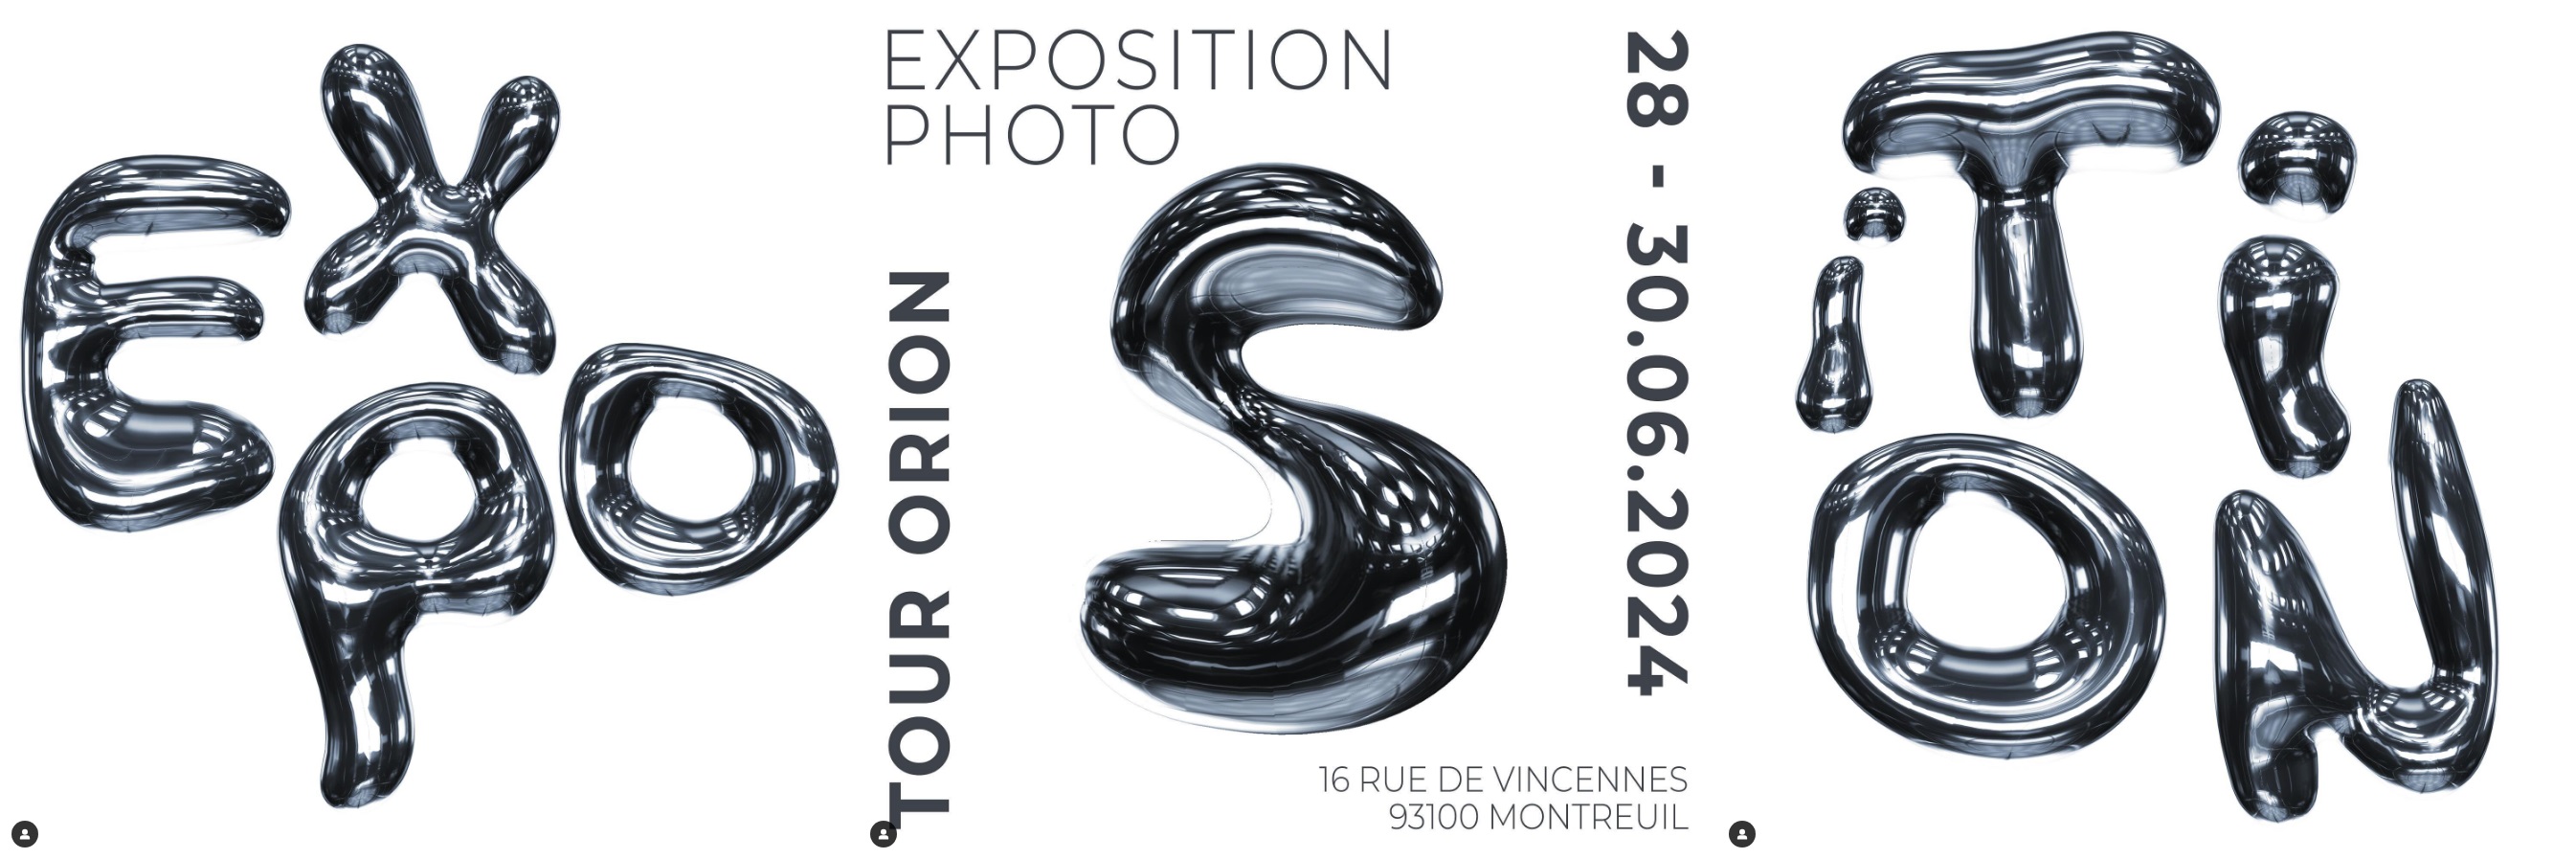 EXPO
EXPOSITION
PHOTO
TOUR ORION
S
28 - 30.06.2024
16 RUE DE VINCENNES
93100 MONTREUIL
iTiON